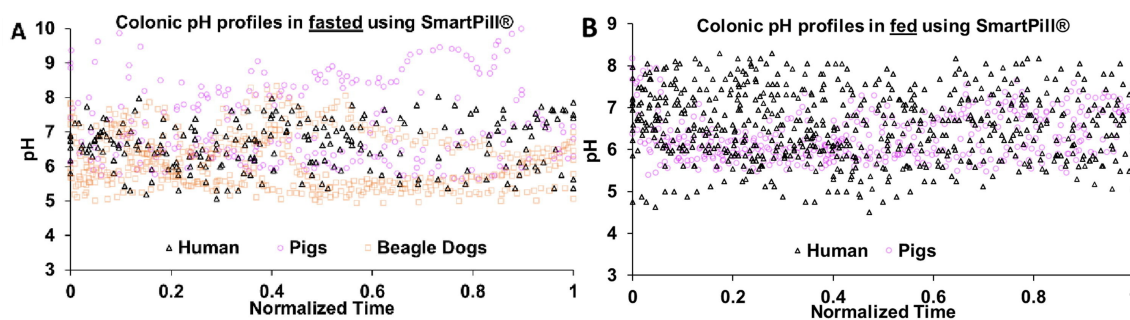 A
Colonic pH profiles in fasted using SmartPill®
10
9
8
7
6
5
4
3
pH
Human
Pigs
Beagle Dogs
0
0.2
0.4
0.6
0.8
1
Normalized Time
B
Colonic pH profiles in fed using SmartPill®
9
8
7
6
5
4
3
pH
Human
Pigs
0
0.2
0.4
0.6
0.8
1
Normalized Time